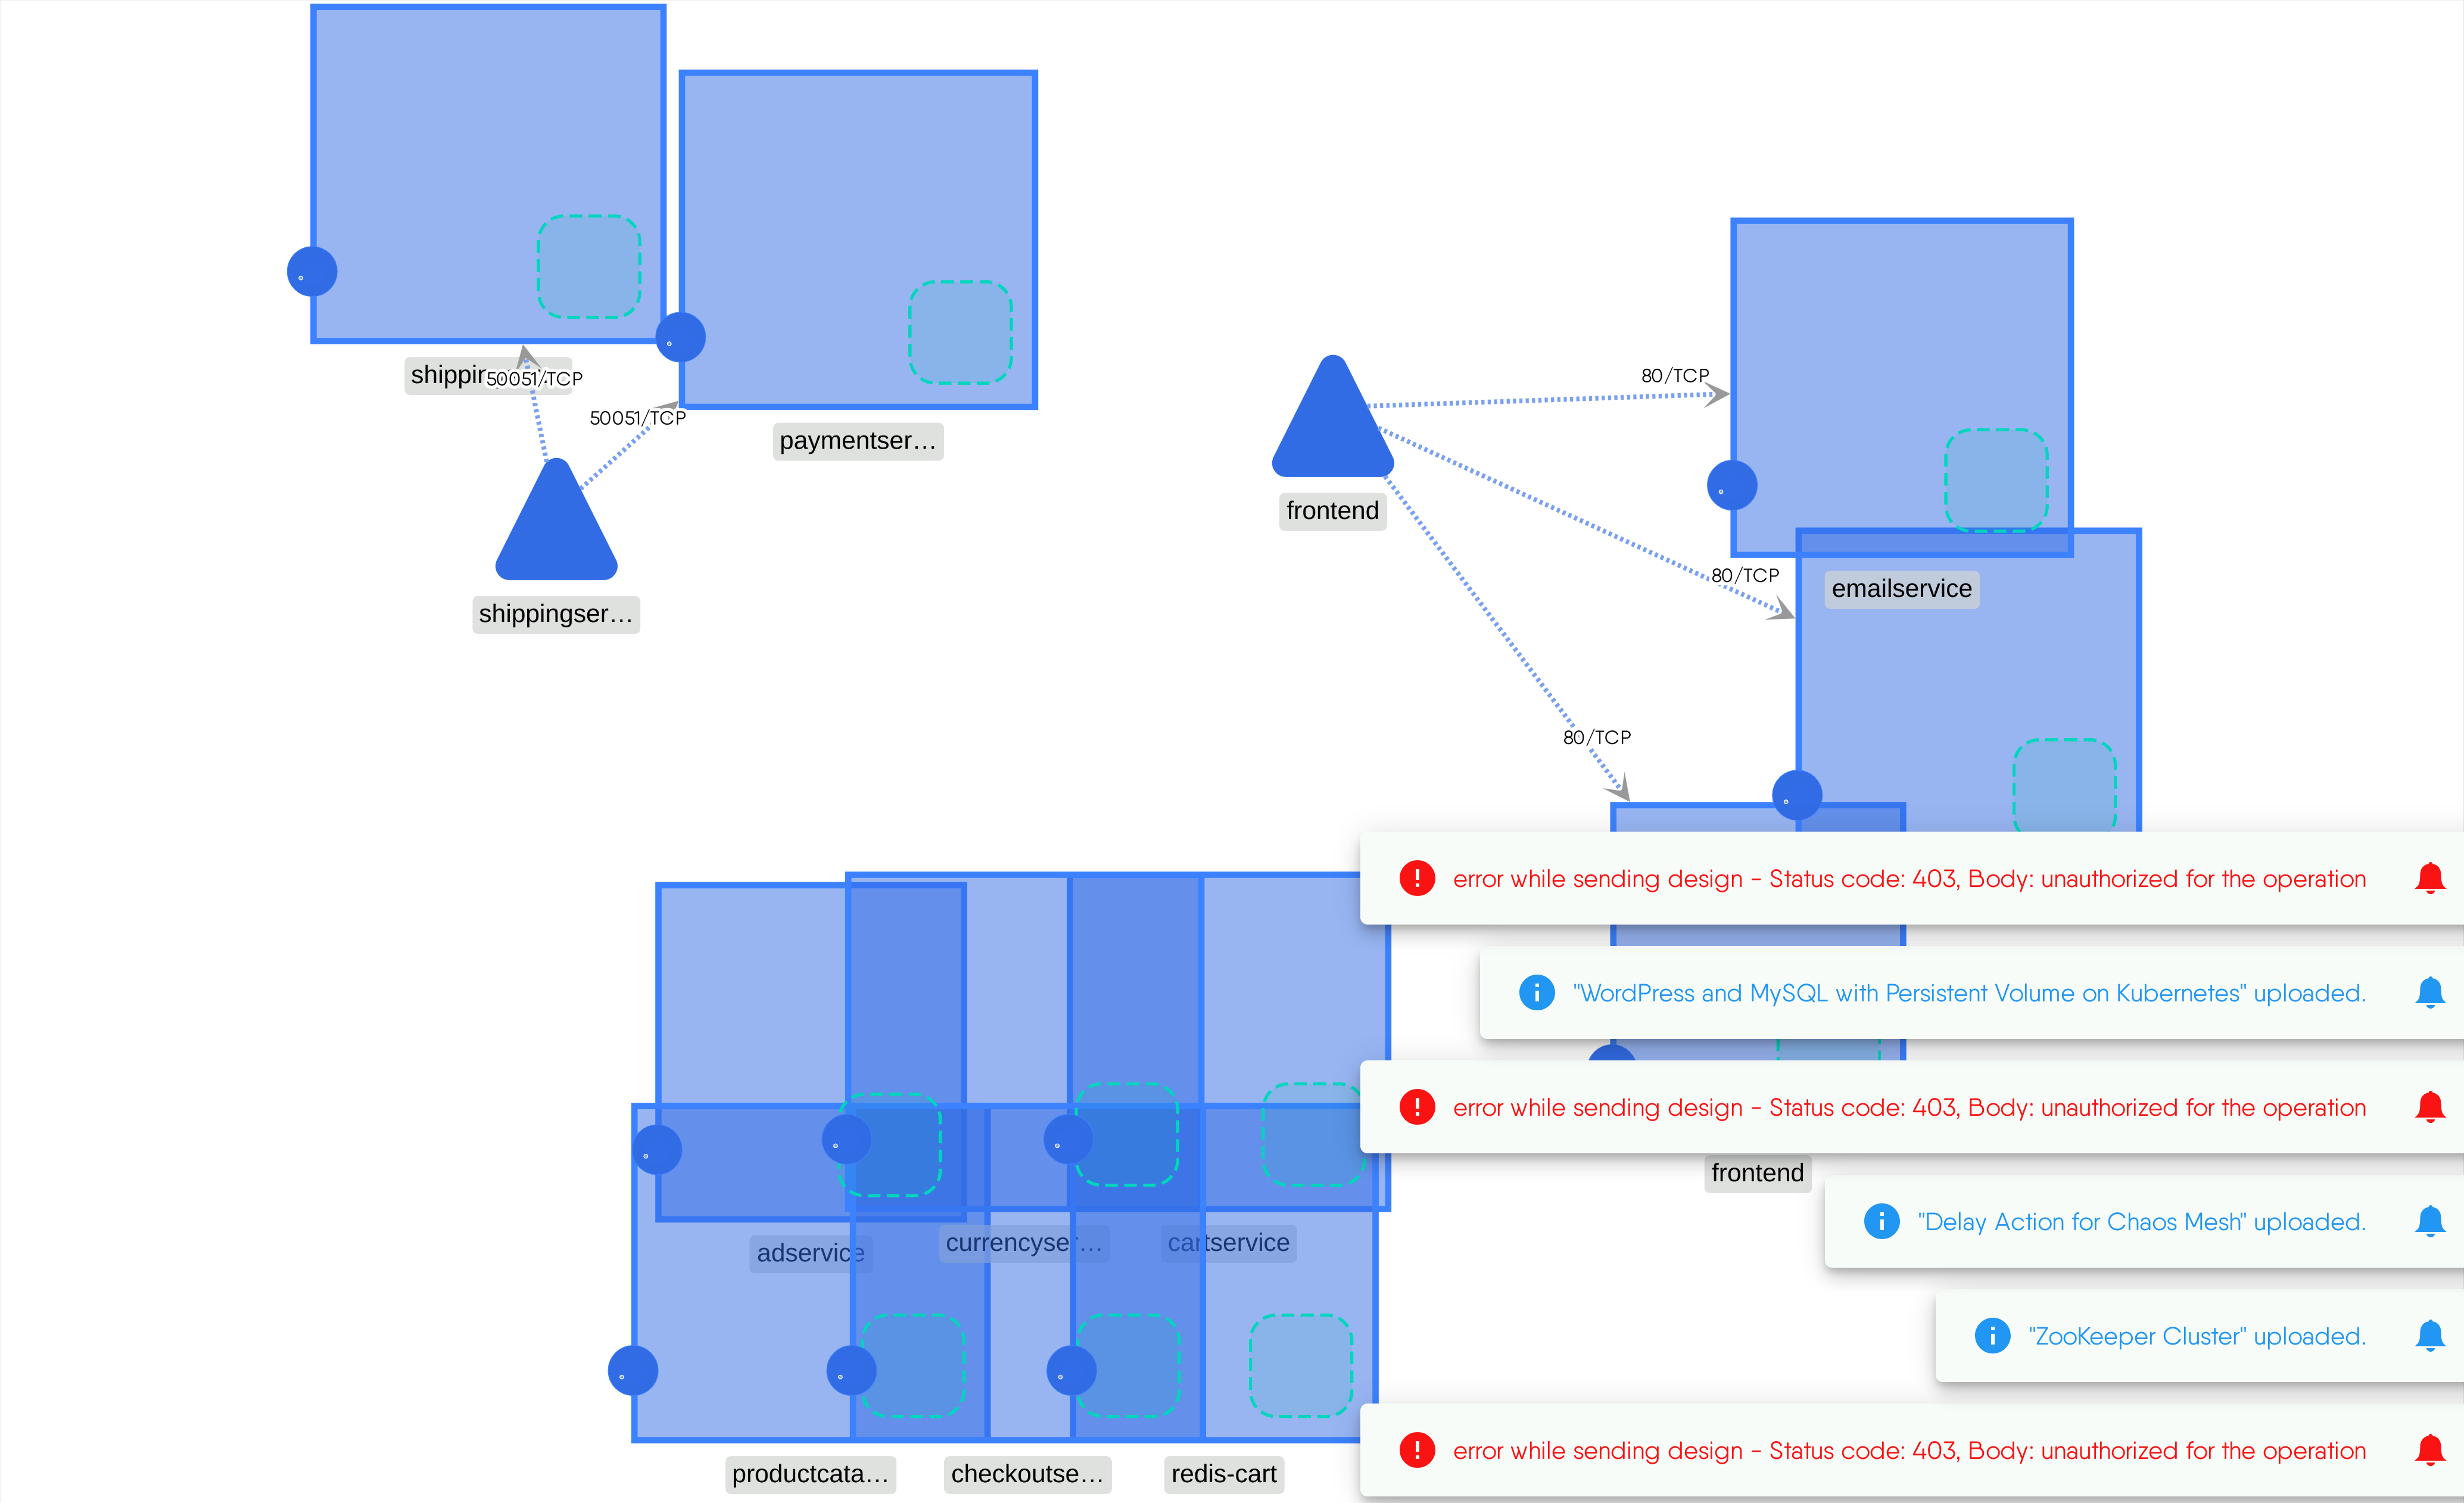 shippin
50051/TCP
50051/TCP
paymentser…
shippingser…
80/TCP
frontend
80/TCP
emailservice
80/TCP
error while sending design - Status code: 403, Body: unauthorized for the operation
"WordPress and MySQL with Persistent Volume on Kubernetes" uploaded.
error while sending design - Status code: 403, Body: unauthorized for the operation
frontend
"Delay Action for Chaos Mesh" uploaded.
adservice
currencyser…
cartservice
"ZooKeeper Cluster" uploaded.
error while sending design - Status code: 403, Body: unauthorized for the operation
productcata…
checkoutse…
redis-cart